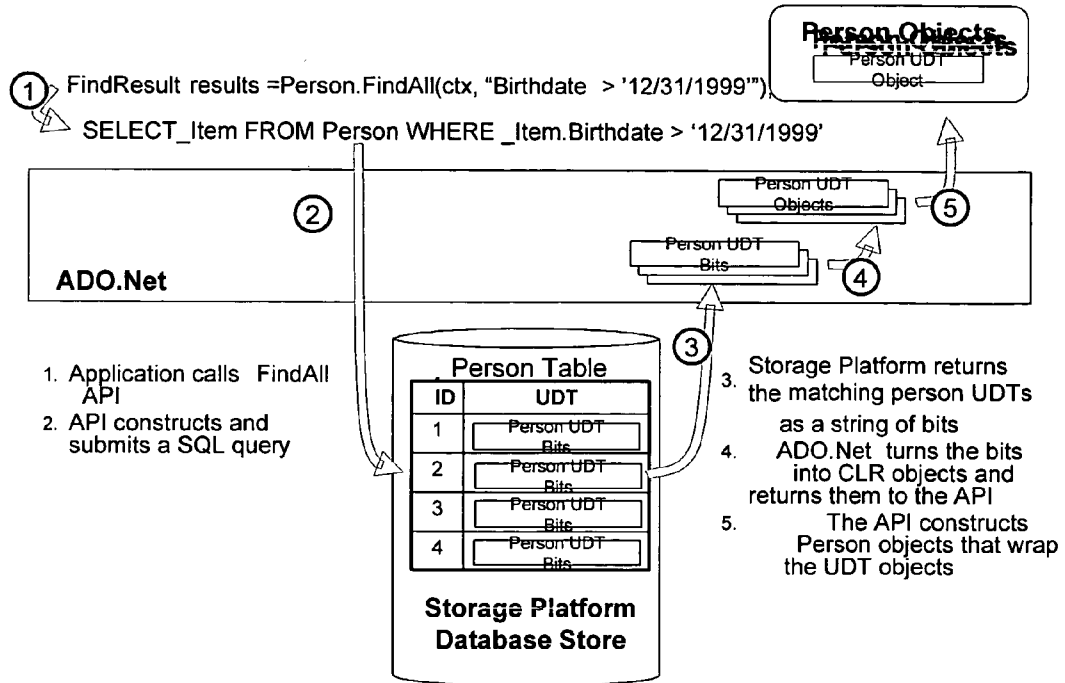 Person Objects
Person UDT
Object
1
FindResult results =Person.FindAll(ctx, "Birthdate > '12/31/1999'");
SELECT_Item FROM Person WHERE _Item.Birthdate > '12/31/1999'
2
Person UDT
Objects
5
Person UDT
Bits
4
ADO.Net
3
1. Application calls FindAll
API
2. API constructs and
submits a SQL query
Person Table
ID UDT
1 Person UDT
Bits
2 Person UDT
Bits
3 Person UDT
Bits
4 Person UDT
Bits
Storage Platform
Database Store
3. Storage Platform returns
the matching person UDTs
as a string of bits
4. ADO.Net turns the bits
into CLR objects and
returns them to the API
5. The API constructs
Person objects that wrap
the UDT objects